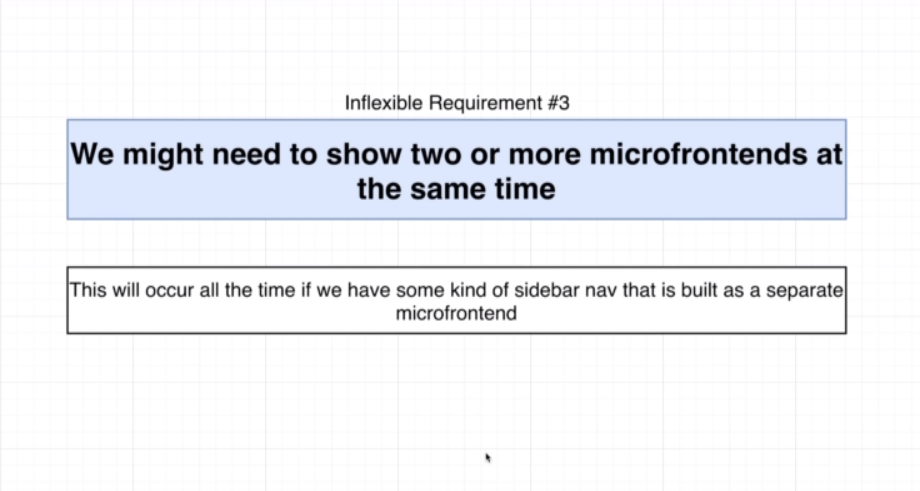 Inflexible Requirement #3
We might need to show two or more microfrontends at
the same time
This will occur all the time if we have some kind of sidebar nav that is built as a separate
microfrontend